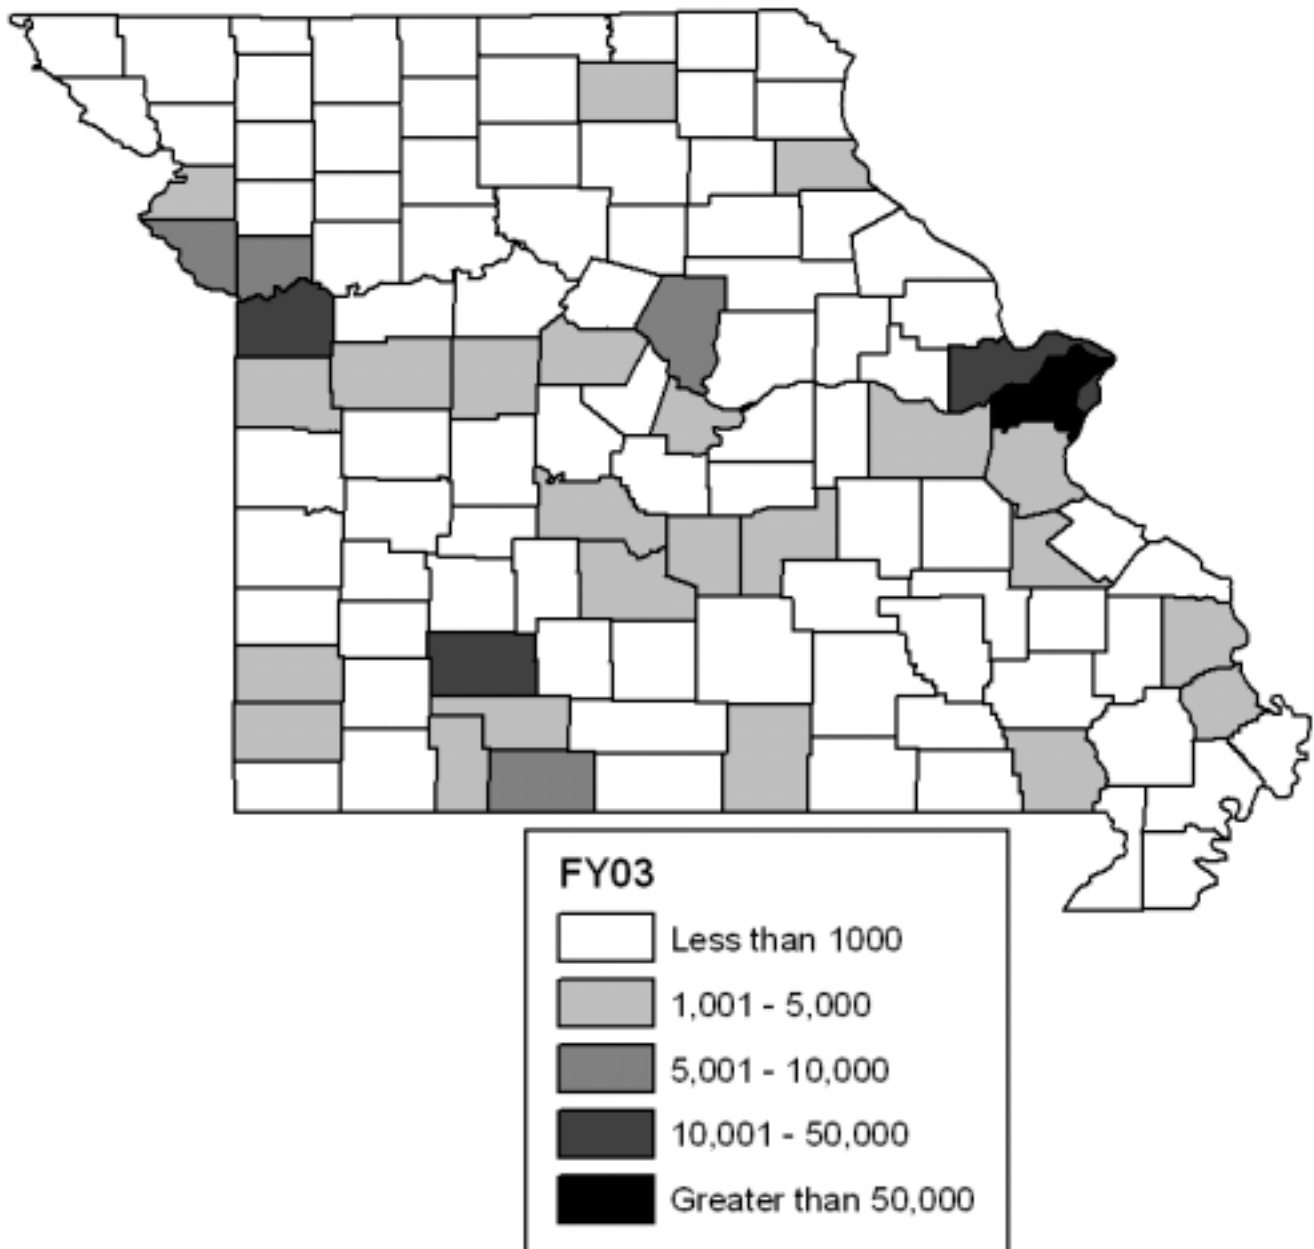 FY03
Less than 1000
1,001 - 5,000
5,001 - 10,000
10,001 - 50,000
Greater than 50,000